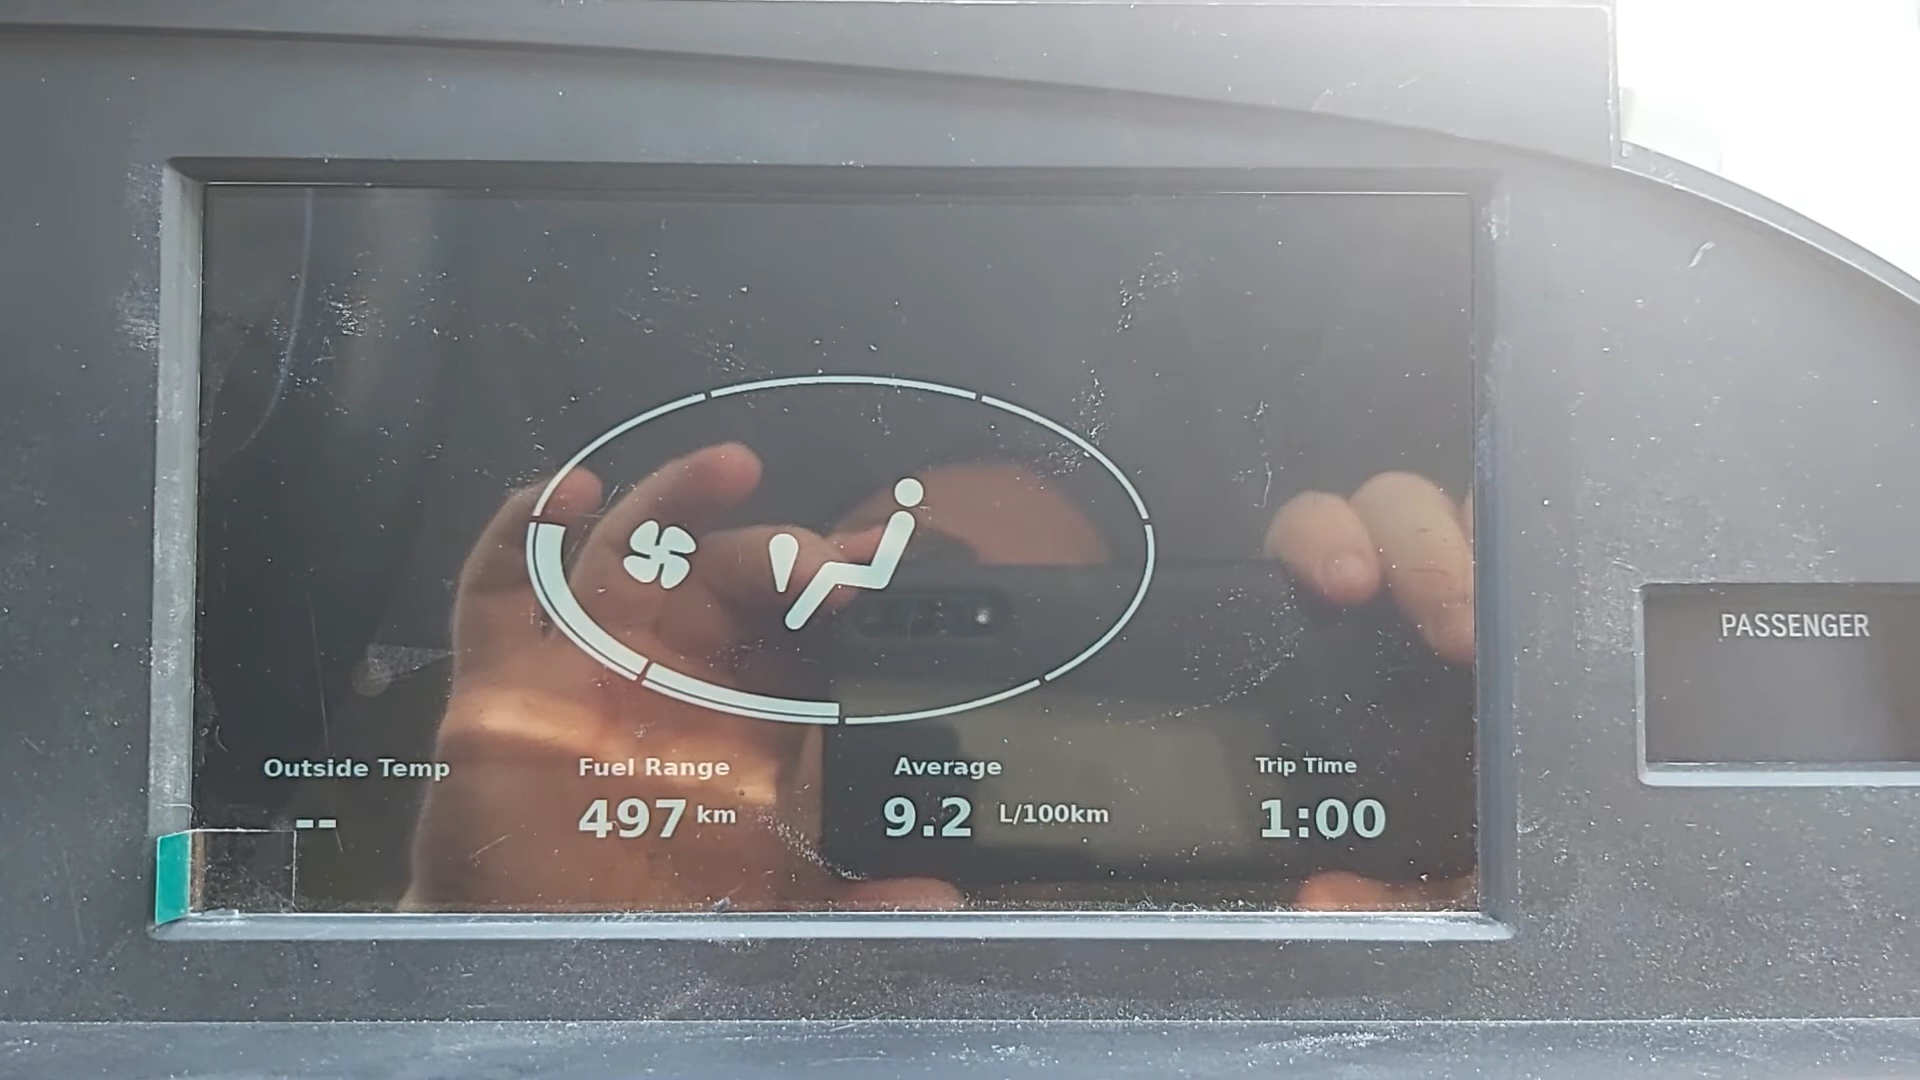 PASSENGER
Outside Temp
--
Fuel Range
497 km
Average
9.2 L/100km
Trip Time
1:00